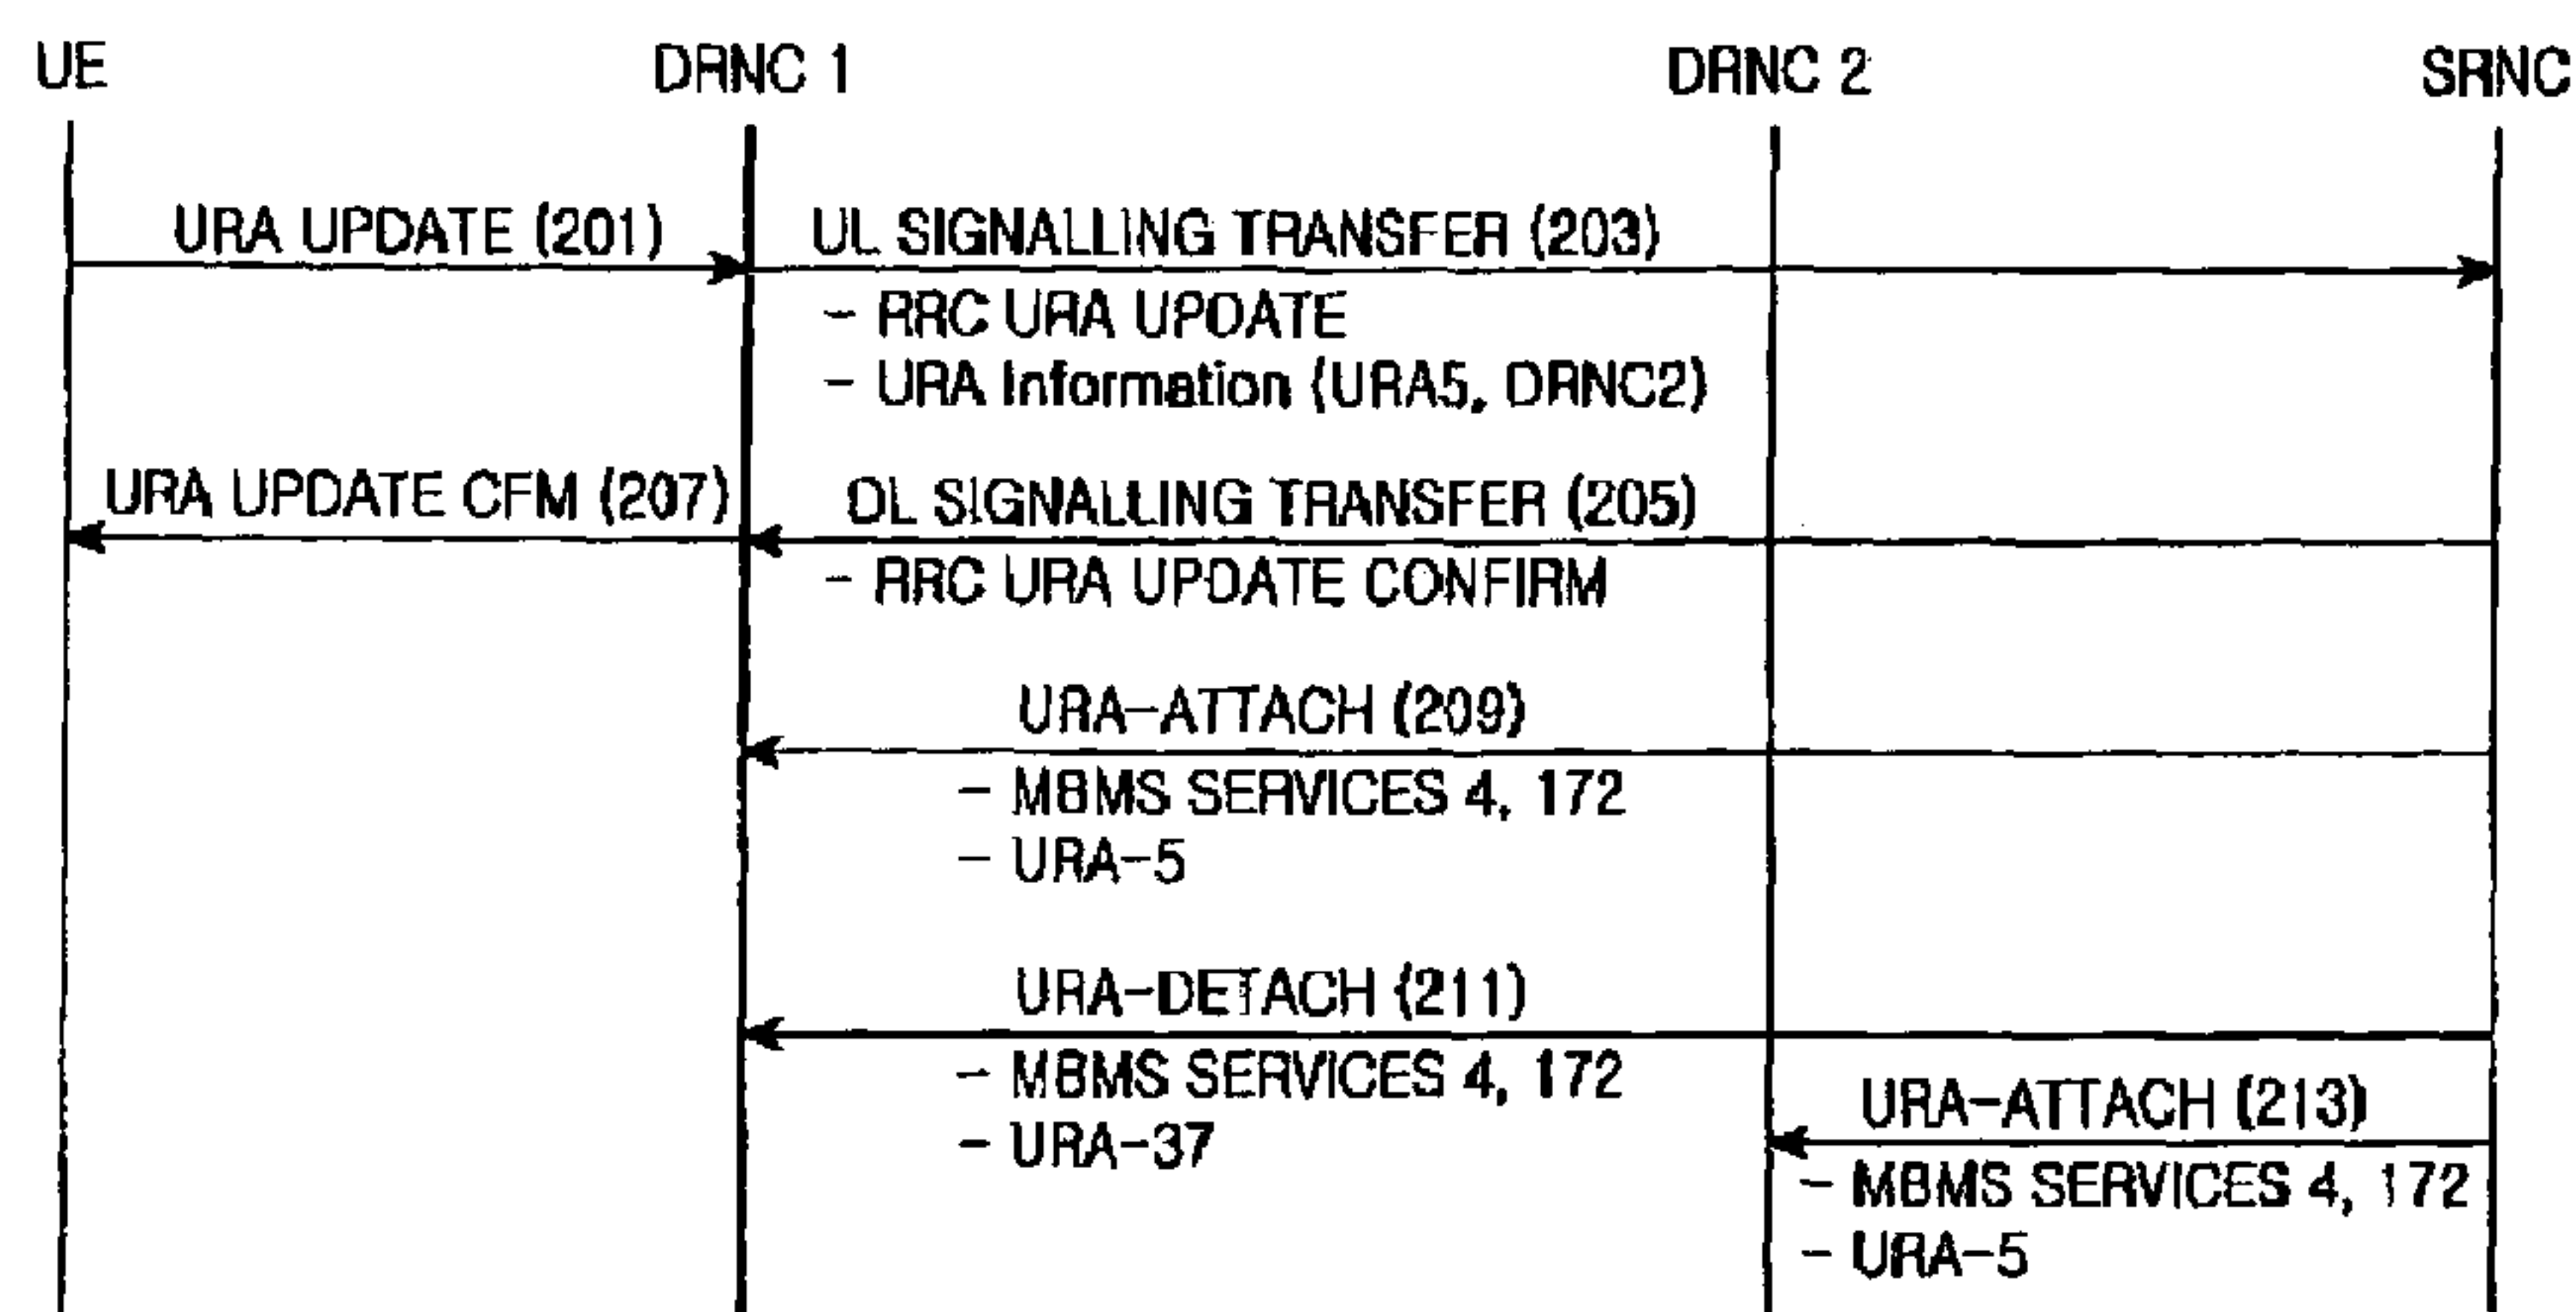 UE
DRNC 1
DRNC 2
SRNC
URA UPDATE (201)
UL SIGNALLING TRANSFER (203)
- RRC URA UPDATE
- URA Information (URA5, DRNC2)
URA UPDATE CFM (207)
DL SIGNALLING TRANSFER (205)
- RRC URA UPDATE CONFIRM
URA-ATTACH (209)
- MBMS SERVICES 4, 172
- URA-5
URA-DETACH (211)
- MBMS SERVICES 4, 172
- URA-37
URA-ATTACH (213)
- MBMS SERVICES 4, 172
- URA-5